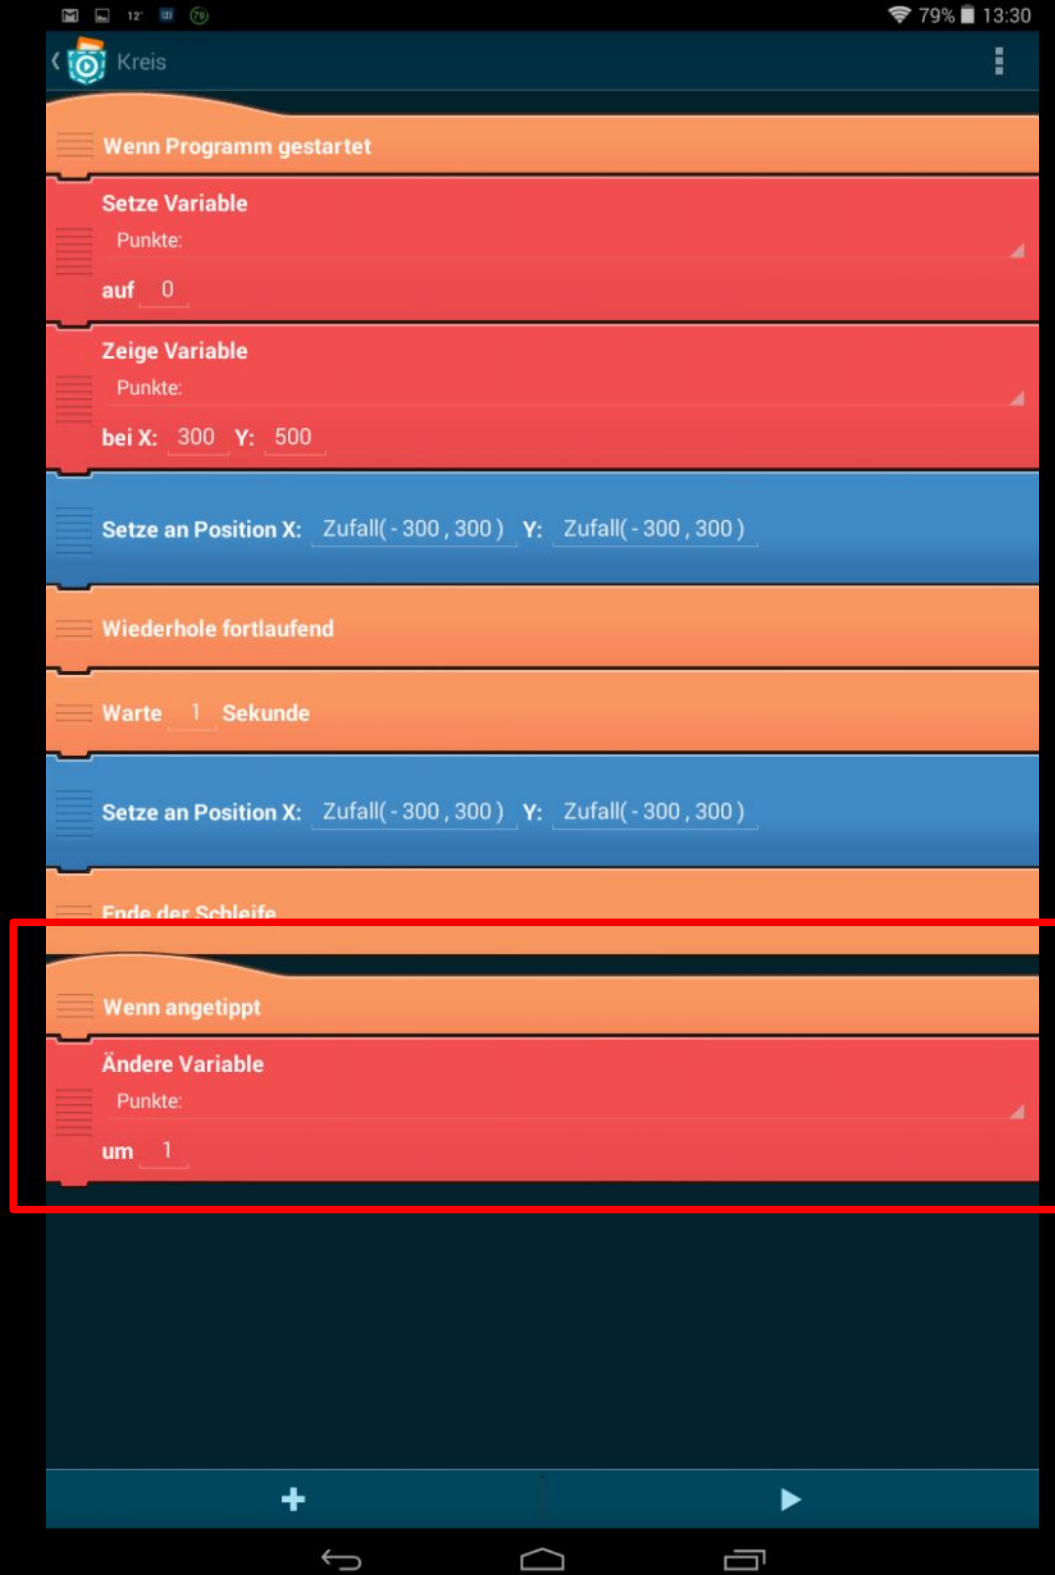 12° 70 79% 13:30
Kreis
Wenn Programm gestartet
Setze Variable
Punkte:
auf 0
Zeige Variable
Punkte:
bei X: 300 Y: 500
Setze an Position X: Zufall( - 300 , 300 ) Y: Zufall( - 300 , 300 )
Wiederhole fortlaufend
Warte 1 Sekunde
Setze an Position X: Zufall( - 300 , 300 ) Y: Zufall( - 300 , 300 )
Ende der Schleife
Wenn angetippt
Ändere Variable
Punkte:
um 1